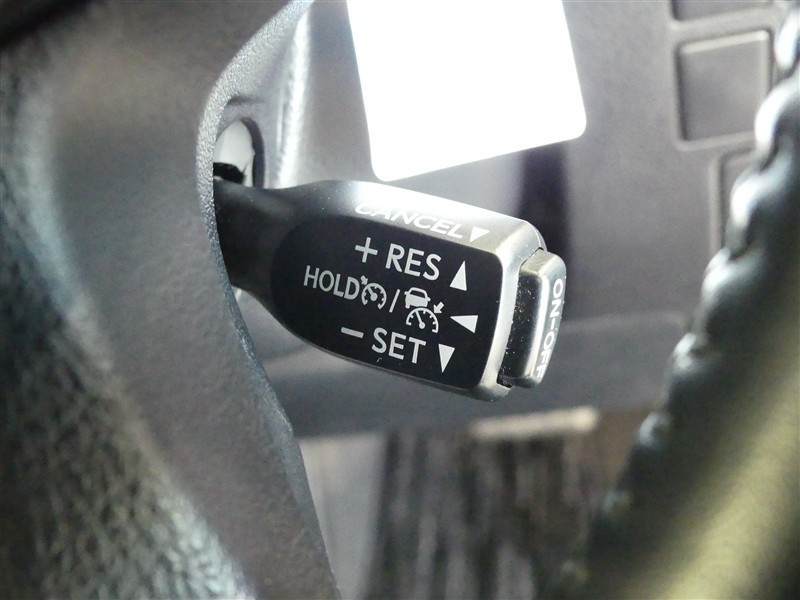 CANCEL▼
+ RES ▲
HOLD / ◀
− SET ▼
ON-OFF